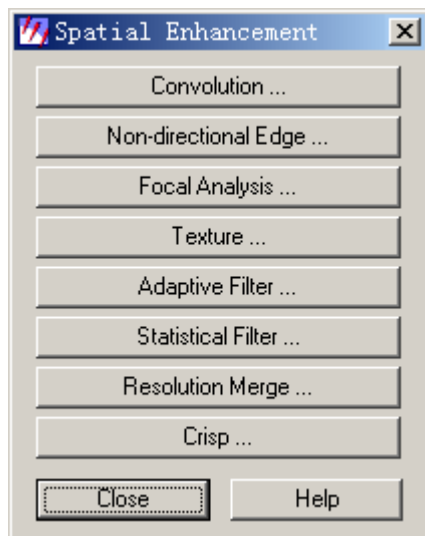 Spatial Enhancement
Convolution ...
Non-directional Edge ...
Focal Analysis ...
Texture ...
Adaptive Filter ...
Statistical Filter ...
Resolution Merge ...
Crisp ...
Close Help